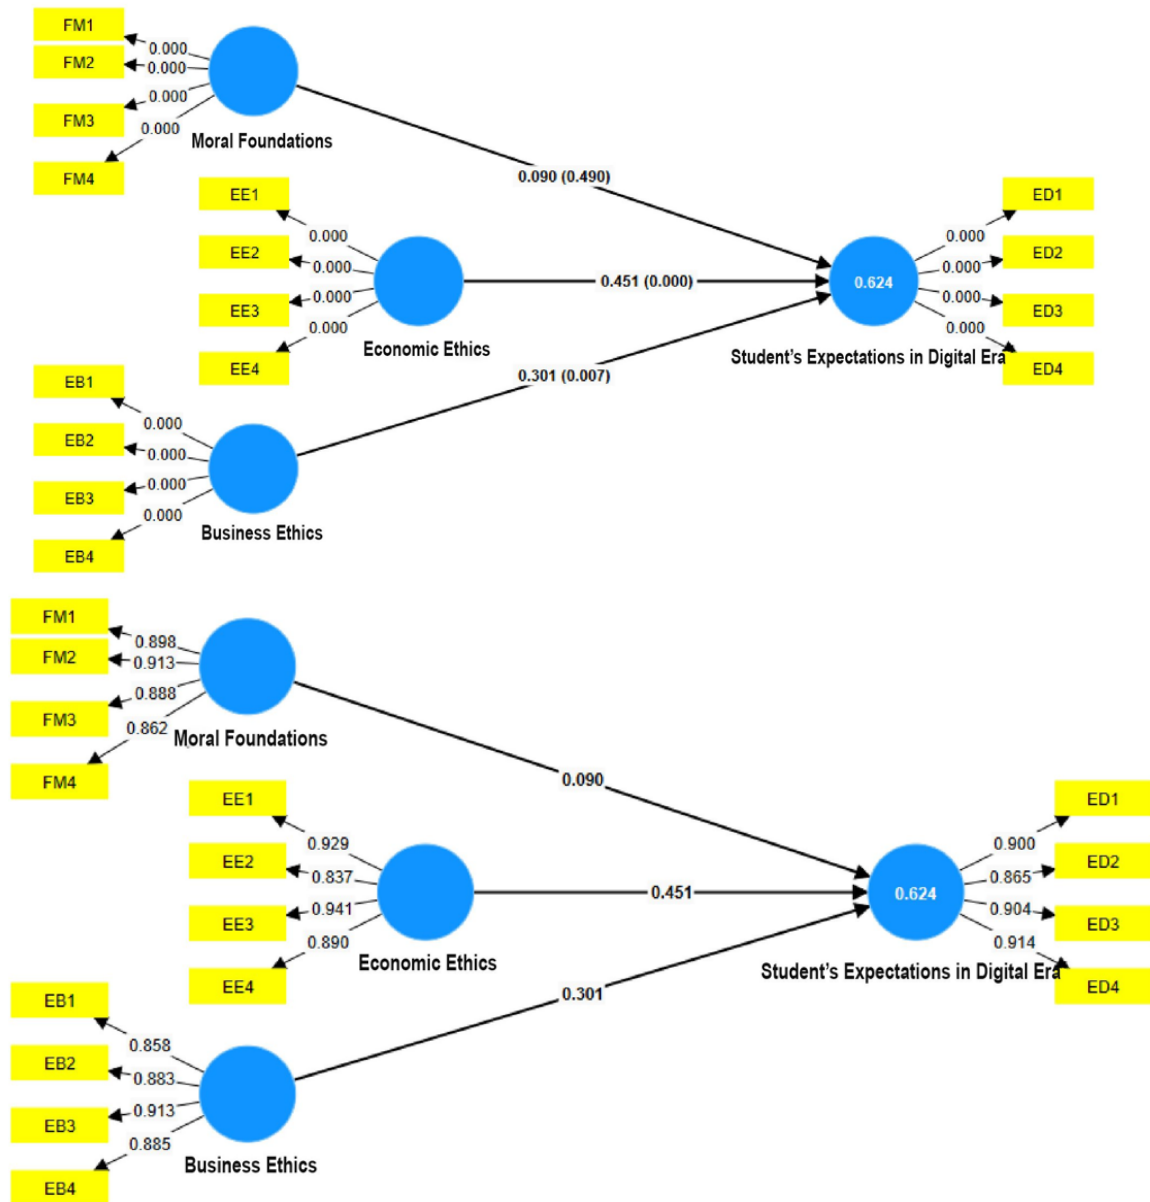 FM1
0.000
FM2
0.000
FM3
0.000
0.000
FM4
Moral Foundations
0.090 (0.490)
EE1
0.000
EE2
0.000
EE3
0.000
0.000
EE4
Economic Ethics
0.451 (0.000)
0.624
Student's Expectations in Digital Era
ED1
0.000
ED2
0.000
ED3
0.000
0.000
ED4
0.301 (0.007)
EB1
0.000
EB2
0.000
EB3
0.000
0.000
EB4
Business Ethics
FM1
0.898
FM2
0.913
FM3
0.888
0.862
FM4
Moral Foundations
0.090
EE1
0.929
EE2
0.837
EE3
0.941
0.890
EE4
Economic Ethics
0.451
0.624
Student's Expectations in Digital Era
ED1
0.900
ED2
0.865
ED3
0.904
0.914
ED4
0.301
EB1
0.858
EB2
0.883
EB3
0.913
0.885
EB4
Business Ethics